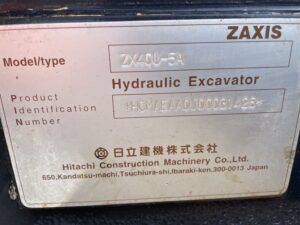 ZAXIS
Model/type ZX40U-5A
Hydraulic Excavator
Product
Identification
Number
日立建機株式会社
Hitachi Construction Machinery Co.,Ltd.
650,Kandatsu-machi,Tsuchiura-shi,Ibaraki-ken,300-0013 Japan